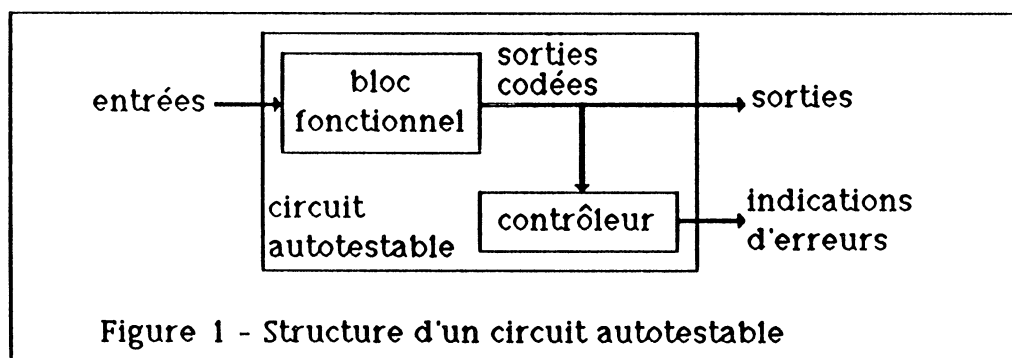 entrées
bloc
fonctionnel
sorties
codées
sorties
circuit
autotestable
contrôleur
indications
d'erreurs
Figure 1 - Structure d'un circuit autotestable